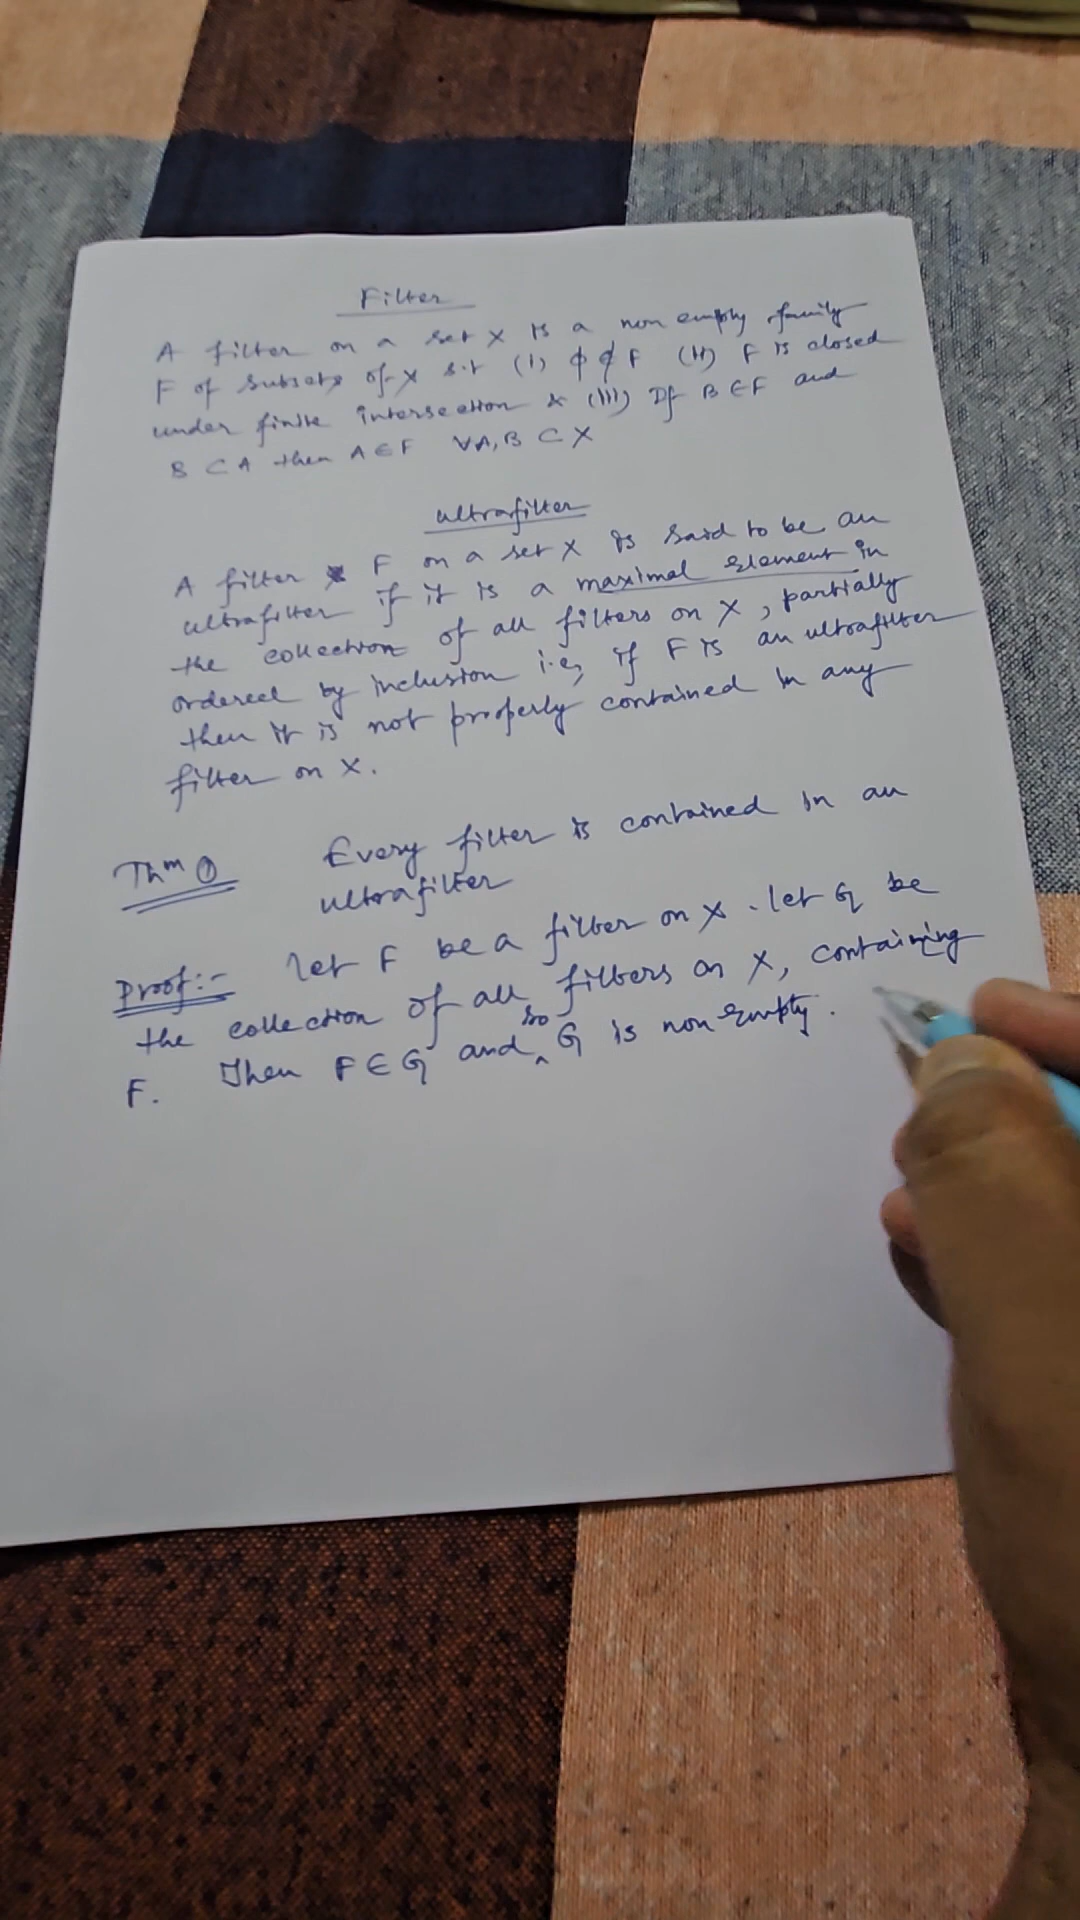 Filter
A filter on a set X is a non empty family
F of subsets of X s.t (i) ϕ ∉ F (ii) F is closed
under finite intersection & (iii) If B ∈ F and
B ⊂ A then A ∈ F ∀A, B ⊂ X
ultrafilter
A filter F on a set X is said to be an
ultrafilter if it is a maximal element in
the collection of all filters on X, partially
ordered by inclusion i.e, if F is an ultrafilter
then it is not properly contained in any
filter on X.
Thm ① Every filter is contained in an
ultrafilter
Proof:- let F be a filter on X. let G be
the collection of all filters on X, containing
F. Then F ∈ G and so G is non empty.